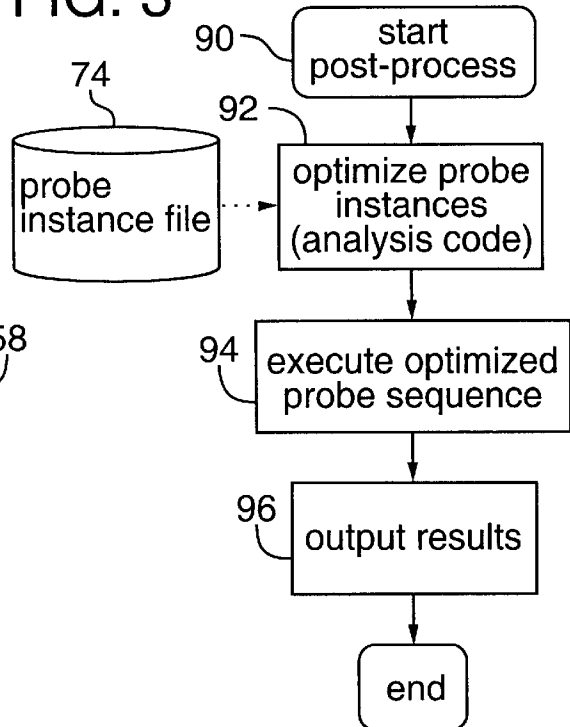 90
start
post-process
74
92
probe
instance file
optimize probe
instances
(analysis code)
58
94
execute optimized
probe sequence
96
output results
end